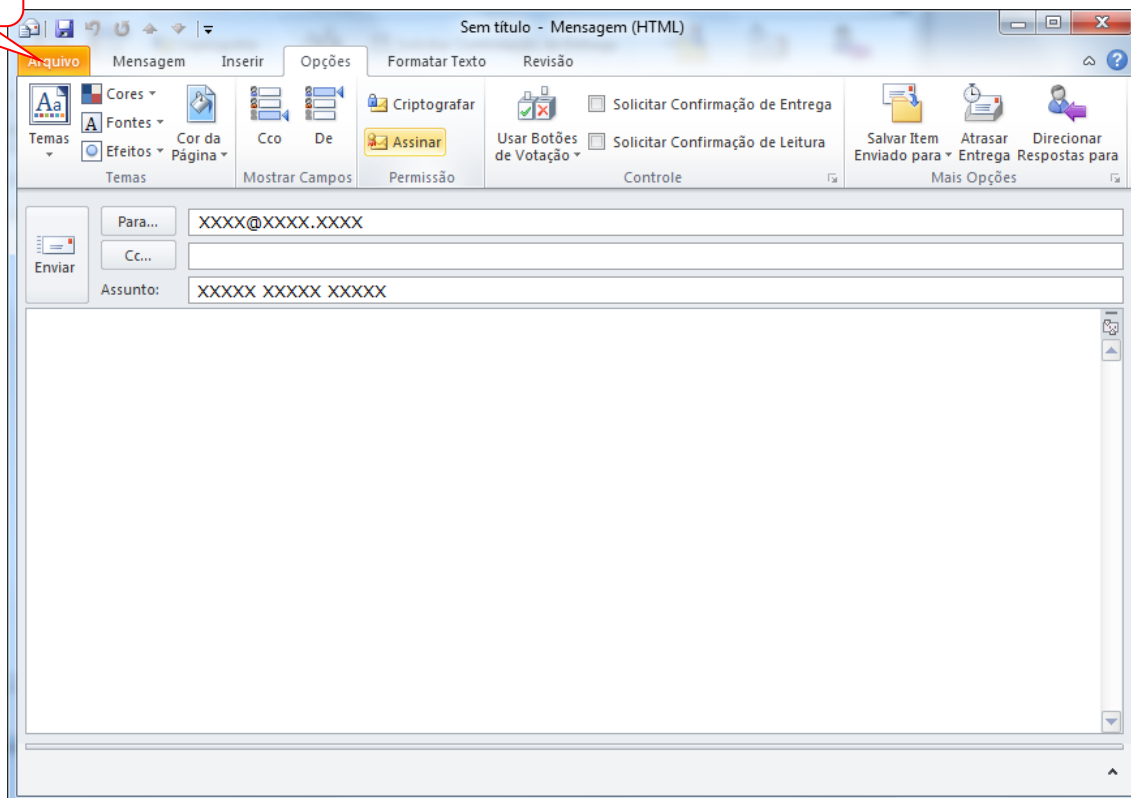 Sem título - Mensagem (HTML)
Arquivo Mensagem Inserir Opções Formatar Texto Revisão
Temas
Cores
Fontes
Efeitos
Cor da
Página
Temas
Cco De
Mostrar Campos
Criptografar
Assinar
Permissão
Usar Botões
de Votação
Solicitar Confirmação de Entrega
Solicitar Confirmação de Leitura
Controle
Salvar Item
Enviado para
Atrasar
Entrega
Direcionar
Respostas para
Mais Opções
Enviar
Para... XXXX@XXXX.XXXX
Cc...
Assunto: XXXXX XXXXX XXXXX